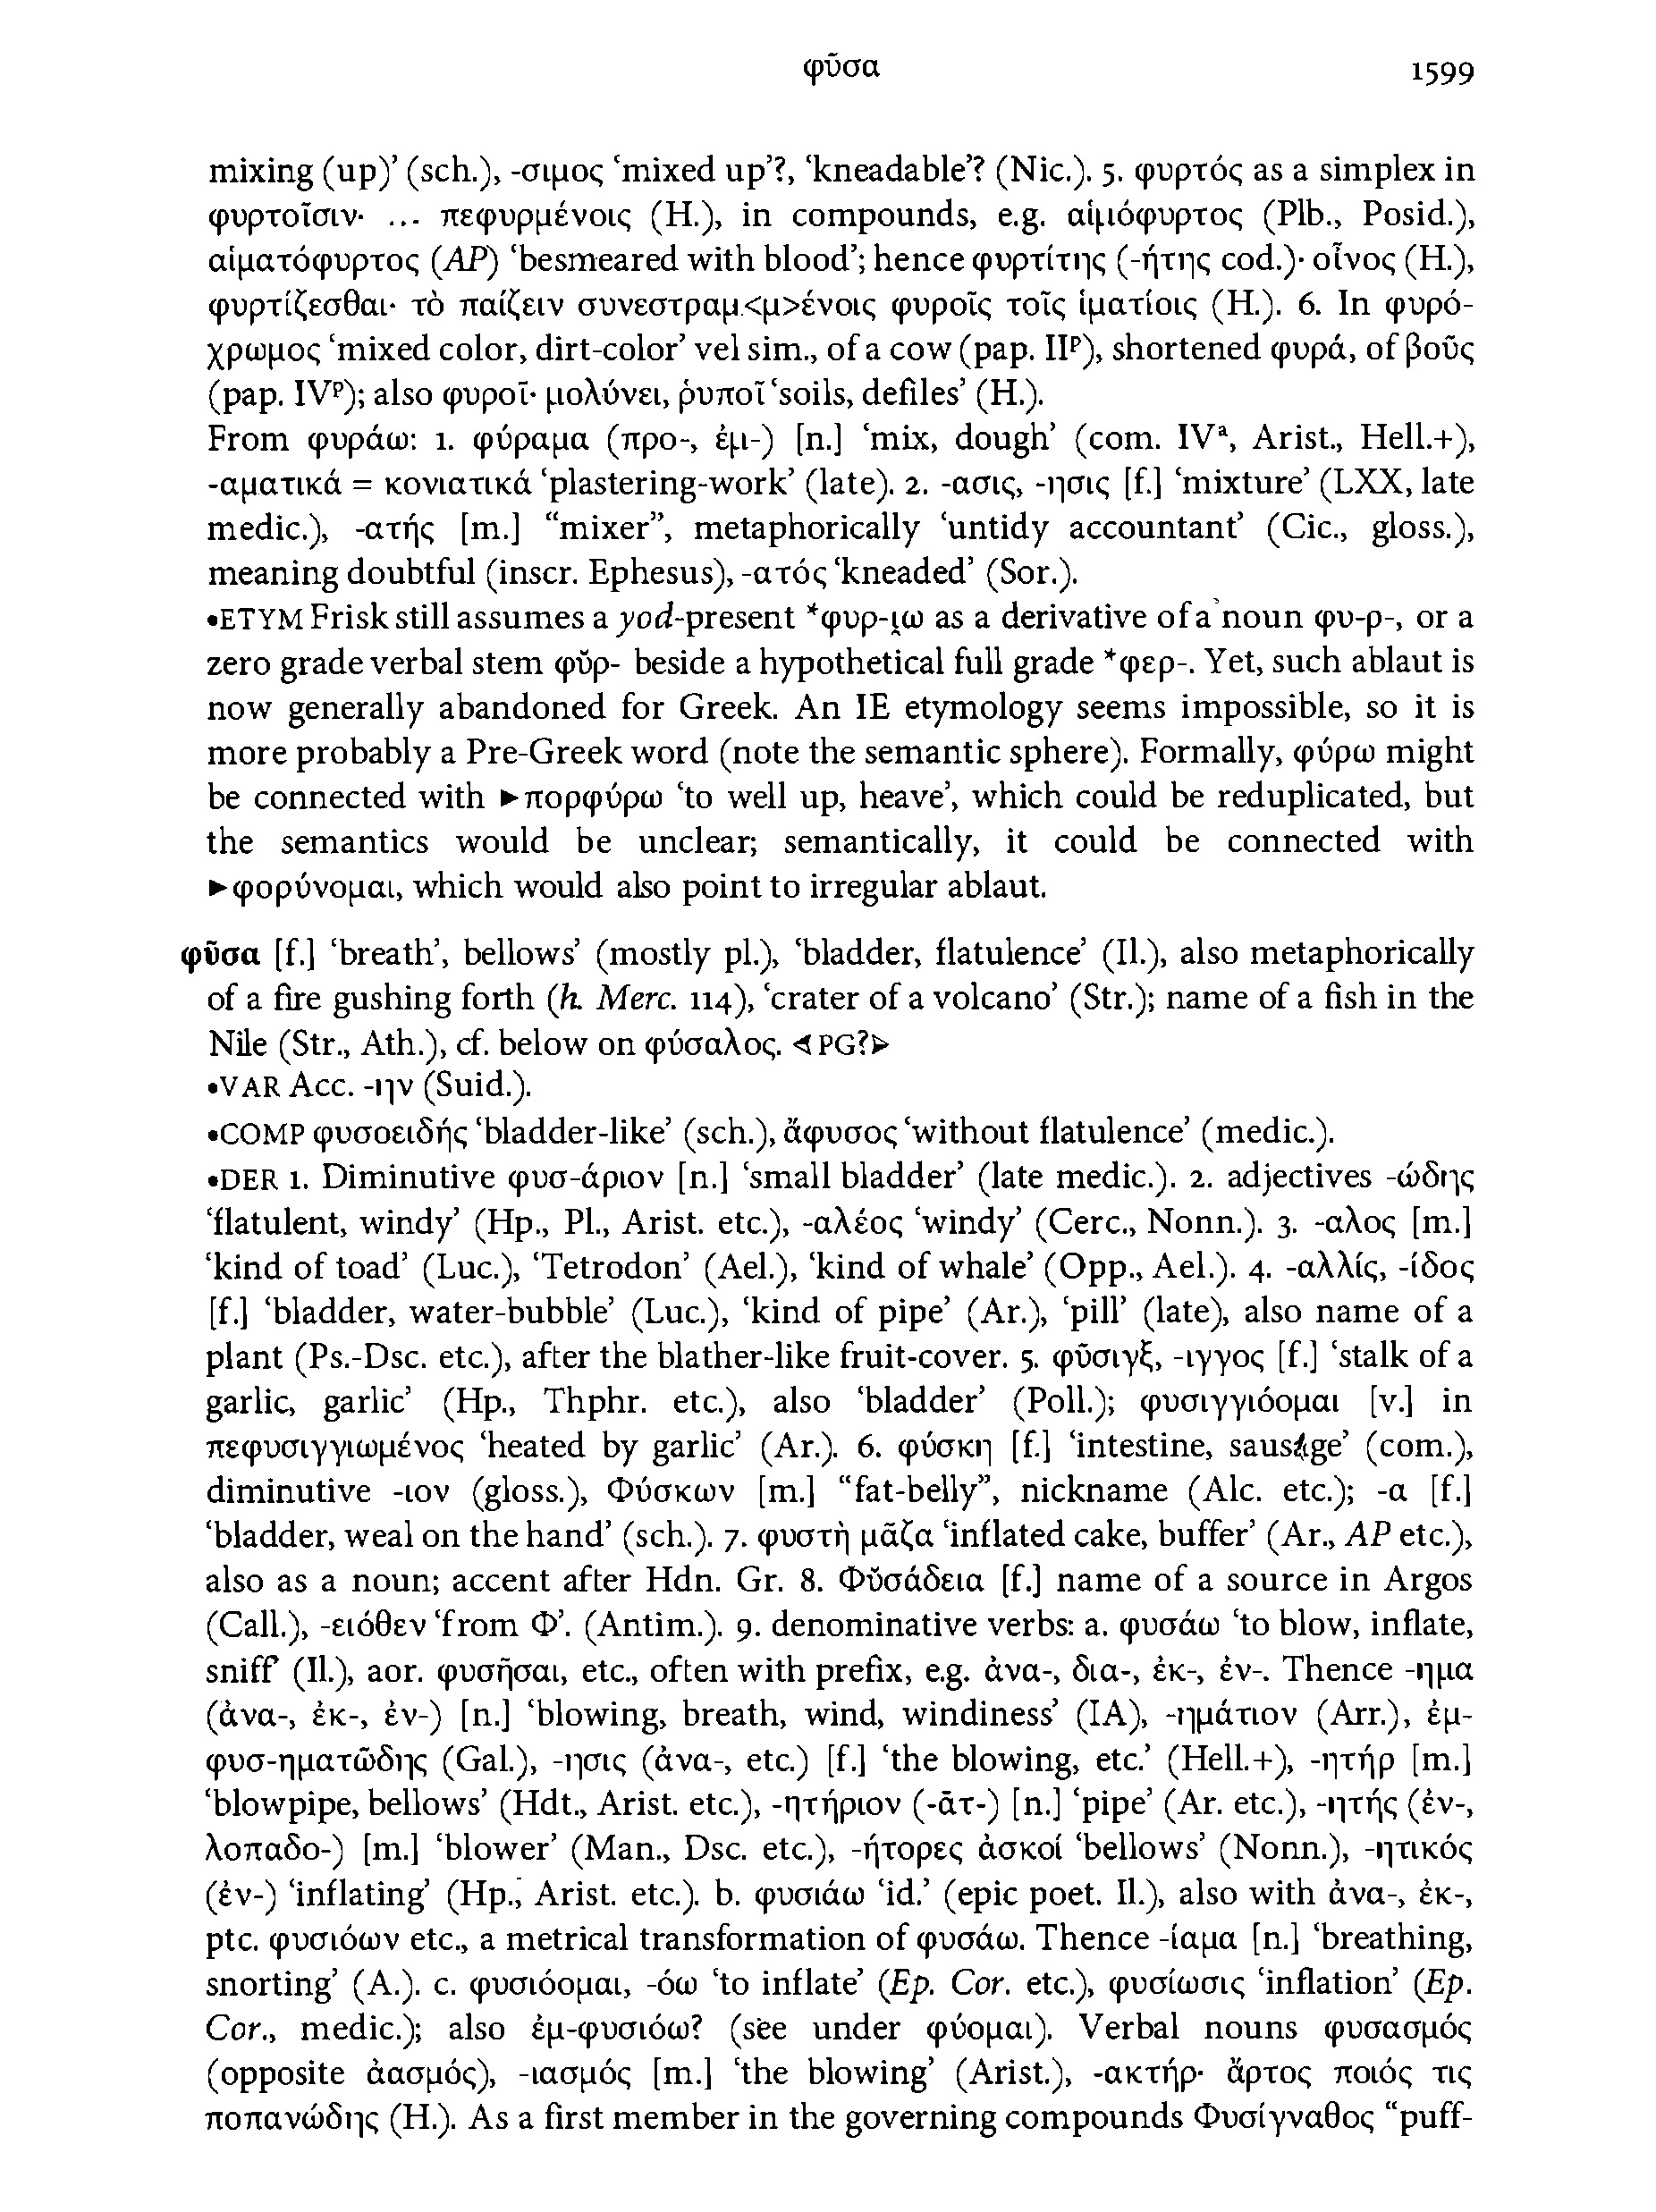 φῦσα 1599
mixing (up)’ (sch.), -σιμος ‘mixed up’?, ‘kneadable’? (Nic.). 5. φυρτός as a simplex in
φυρτοῖσιν· ... πεφυρμένοις (H.), in compounds, e.g. αἱμόφυρτος (Plb., Posid.),
αἱματόφυρτος (AP) ‘besmeared with blood’; hence φυρτίτης (-ήτης cod.)· οἶνος (H.),
φυρτίζεσθαι· τὸ παίζειν συνεστραμ<μ>ένοις φυροῖς τοῖς ἱματίοις (H.). 6. In φυρό-
χρωμος ‘mixed color, dirt-color’ vel sim., of a cow (pap. IIᵖ), shortened φυρά, of βοῦς
(pap. IVᵖ); also φυροῖ· μολύνει, ῥυποῖ ‘soils, defiles’ (H.).
From φυράω: 1. φύραμα (προ-, ἐμ-) [n.] ‘mix, dough’ (com. IVᵃ, Arist., Hell.+),
-αματικά = κονιατικά ‘plastering-work’ (late). 2. -ασις, -ησις [f.] ‘mixture’ (LXX, late
medic.), -ατής [m.] “mixer”, metaphorically ‘untidy accountant’ (Cic., gloss.),
meaning doubtful (inscr. Ephesus), -ατός ‘kneaded’ (Sor.).
•ETYM Frisk still assumes a yod-present *φυρ-ι̯ω as a derivative of a noun φυ-ρ-, or a
zero grade verbal stem φῠρ- beside a hypothetical full grade *φερ-. Yet, such ablaut is
now generally abandoned for Greek. An IE etymology seems impossible, so it is
more probably a Pre-Greek word (note the semantic sphere). Formally, φύρω might
be connected with ►πορφύρω ‘to well up, heave’, which could be reduplicated, but
the semantics would be unclear; semantically, it could be connected with
►φορύνομαι, which would also point to irregular ablaut.
φῦσα [f.] ‘breath’, bellows’ (mostly pl.), ‘bladder, flatulence’ (Il.), also metaphorically
of a fire gushing forth (h. Merc. 114), ‘crater of a volcano’ (Str.); name of a fish in the
Nile (Str., Ath.), cf. below on φύσαλος. ◁PG?▷
•VAR Acc. -ην (Suid.).
•COMP φυσοειδής ‘bladder-like’ (sch.), ἄφυσος ‘without flatulence’ (medic.).
•DER 1. Diminutive φυσ-άριον [n.] ‘small bladder’ (late medic.). 2. adjectives -ώδης
‘flatulent, windy’ (Hp., Pl., Arist. etc.), -αλέος ‘windy’ (Cerc., Nonn.). 3. -αλος [m.]
‘kind of toad’ (Luc.), ‘Tetrodon’ (Ael.), ‘kind of whale’ (Opp., Ael.). 4. -αλλίς, -ίδος
[f.] ‘bladder, water-bubble’ (Luc.), ‘kind of pipe’ (Ar.), ‘pill’ (late), also name of a
plant (Ps.-Dsc. etc.), after the blather-like fruit-cover. 5. φῦσιγξ, -ιγγος [f.] ‘stalk of a
garlic, garlic’ (Hp., Thphr. etc.), also ‘bladder’ (Poll.); φυσιγγιόομαι [v.] in
πεφυσιγγιωμένος ‘heated by garlic’ (Ar.). 6. φύσκη [f.] ‘intestine, sausage’ (com.),
diminutive -ιον (gloss.), Φύσκων [m.] “fat-belly”, nickname (Alc. etc.); -α [f.]
‘bladder, weal on the hand’ (sch.). 7. φυστὴ μᾶζα ‘inflated cake, buffer’ (Ar., AP etc.),
also as a noun; accent after Hdn. Gr. 8. Φῡσάδεια [f.] name of a source in Argos
(Call.), -ειόθεν ‘from Φ’. (Antim.). 9. denominative verbs: a. φυσάω ‘to blow, inflate,
sniff’ (Il.), aor. φυσῆσαι, etc., often with prefix, e.g. ἀνα-, δια-, ἐκ-, ἐν-. Thence -ημα
(ἀνα-, ἐκ-, ἐν-) [n.] ‘blowing, breath, wind, windiness’ (IA), -ημάτιον (Arr.), ἐμ-
φυσ-ηματῶδης (Gal.), -ησις (ἀνα-, etc.) [f.] ‘the blowing, etc.’ (Hell.+), -ητήρ [m.]
‘blowpipe, bellows’ (Hdt., Arist. etc.), -ητήριον (-ᾱτ-) [n.] ‘pipe’ (Ar. etc.), -ητής (ἐν-,
λοπαδο-) [m.] ‘blower’ (Man., Dsc. etc.), -ήτορες ἀσκοί ‘bellows’ (Nonn.), -ητικός
(ἐν-) ‘inflating’ (Hp., Arist. etc.). b. φυσιάω ‘id.’ (epic poet. Il.), also with ἀνα-, ἐκ-,
ptc. φυσιόων etc., a metrical transformation of φυσάω. Thence -ίαμα [n.] ‘breathing,
snorting’ (A.). c. φυσιόομαι, -όω ‘to inflate’ (Ep. Cor. etc.), φυσίωσις ‘inflation’ (Ep.
Cor., medic.); also ἐμ-φυσιόω? (see under φύομαι). Verbal nouns φυσασμός
(opposite ἀασμός), -ιασμός [m.] ‘the blowing’ (Arist.), -ακτήρ· ἄρτος ποιός τις
ποπανώδης (H.). As a first member in the governing compounds Φυσίγναθος “puff-